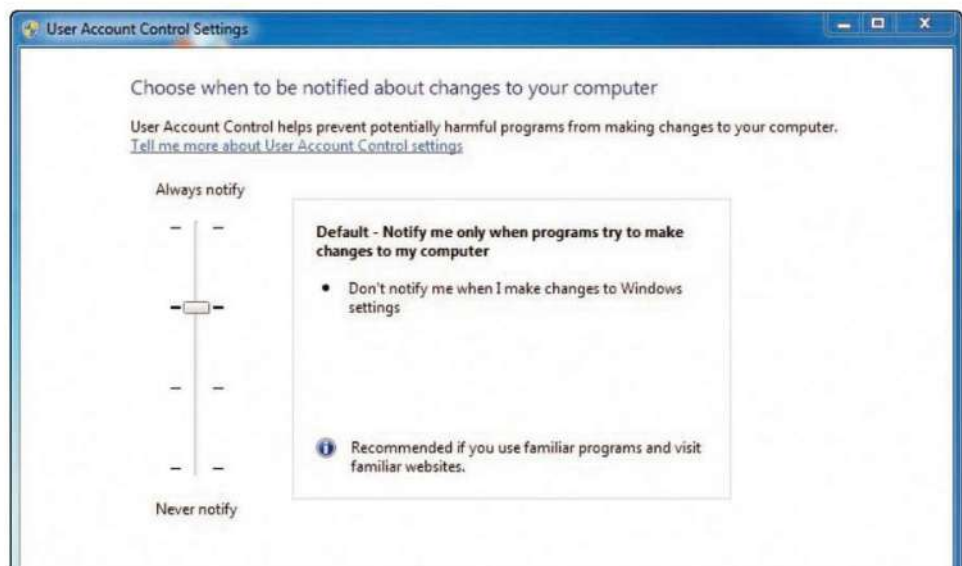 User Account Control Settings
Choose when to be notified about changes to your computer
User Account Control helps prevent potentially harmful programs from making changes to your computer.
Tell me more about User Account Control settings
Always notify
Default - Notify me only when programs try to make
changes to my computer
• Don't notify me when I make changes to Windows
settings
Recommended if you use familiar programs and visit
familiar websites.
Never notify